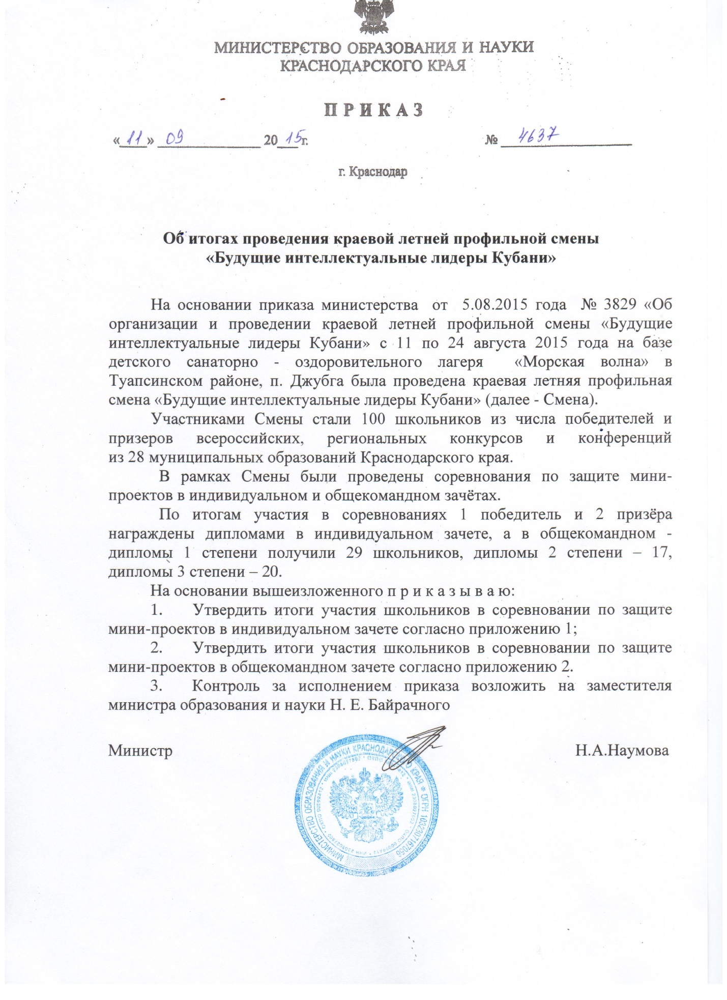 МИНИСТЕРСТВО ОБРАЗОВАНИЯ И НАУКИ
КРАСНОДАРСКОГО КРАЯ
П Р И К А З
«11» 09 2015г. № 4637
г. Краснодар
Об итогах проведения краевой летней профильной смены
«Будущие интеллектуальные лидеры Кубани»
На основании приказа министерства от 5.08.2015 года № 3829 «Об
организации и проведении краевой летней профильной смены «Будущие
интеллектуальные лидеры Кубани» с 11 по 24 августа 2015 года на базе
детского санаторно - оздоровительного лагеря «Морская волна» в
Туапсинском районе, п. Джубга была проведена краевая летняя профильная
смена «Будущие интеллектуальные лидеры Кубани» (далее - Смена).
Участниками Смены стали 100 школьников из числа победителей и
призеров всероссийских, региональных конкурсов и конференций
из 28 муниципальных образований Краснодарского края.
В рамках Смены были проведены соревнования по защите мини-
проектов в индивидуальном и общекомандном зачётах.
По итогам участия в соревнованиях 1 победитель и 2 призёра
награждены дипломами в индивидуальном зачете, а в общекомандном -
дипломы 1 степени получили 29 школьников, дипломы 2 степени – 17,
дипломы 3 степени – 20.
На основании вышеизложенного п р и к а з ы в а ю:
1. Утвердить итоги участия школьников в соревновании по защите
мини-проектов в индивидуальном зачете согласно приложению 1;
2. Утвердить итоги участия школьников в соревновании по защите
мини-проектов в общекомандном зачете согласно приложению 2.
3. Контроль за исполнением приказа возложить на заместителя
министра образования и науки Н. Е. Байрачного
Министр Н.А.Наумова
МИНИСТЕРСТВО ОБРАЗОВАНИЯ И НАУКИ КРАСНОДАРСКОГО КРАЯ * ОГРН 1032307167056